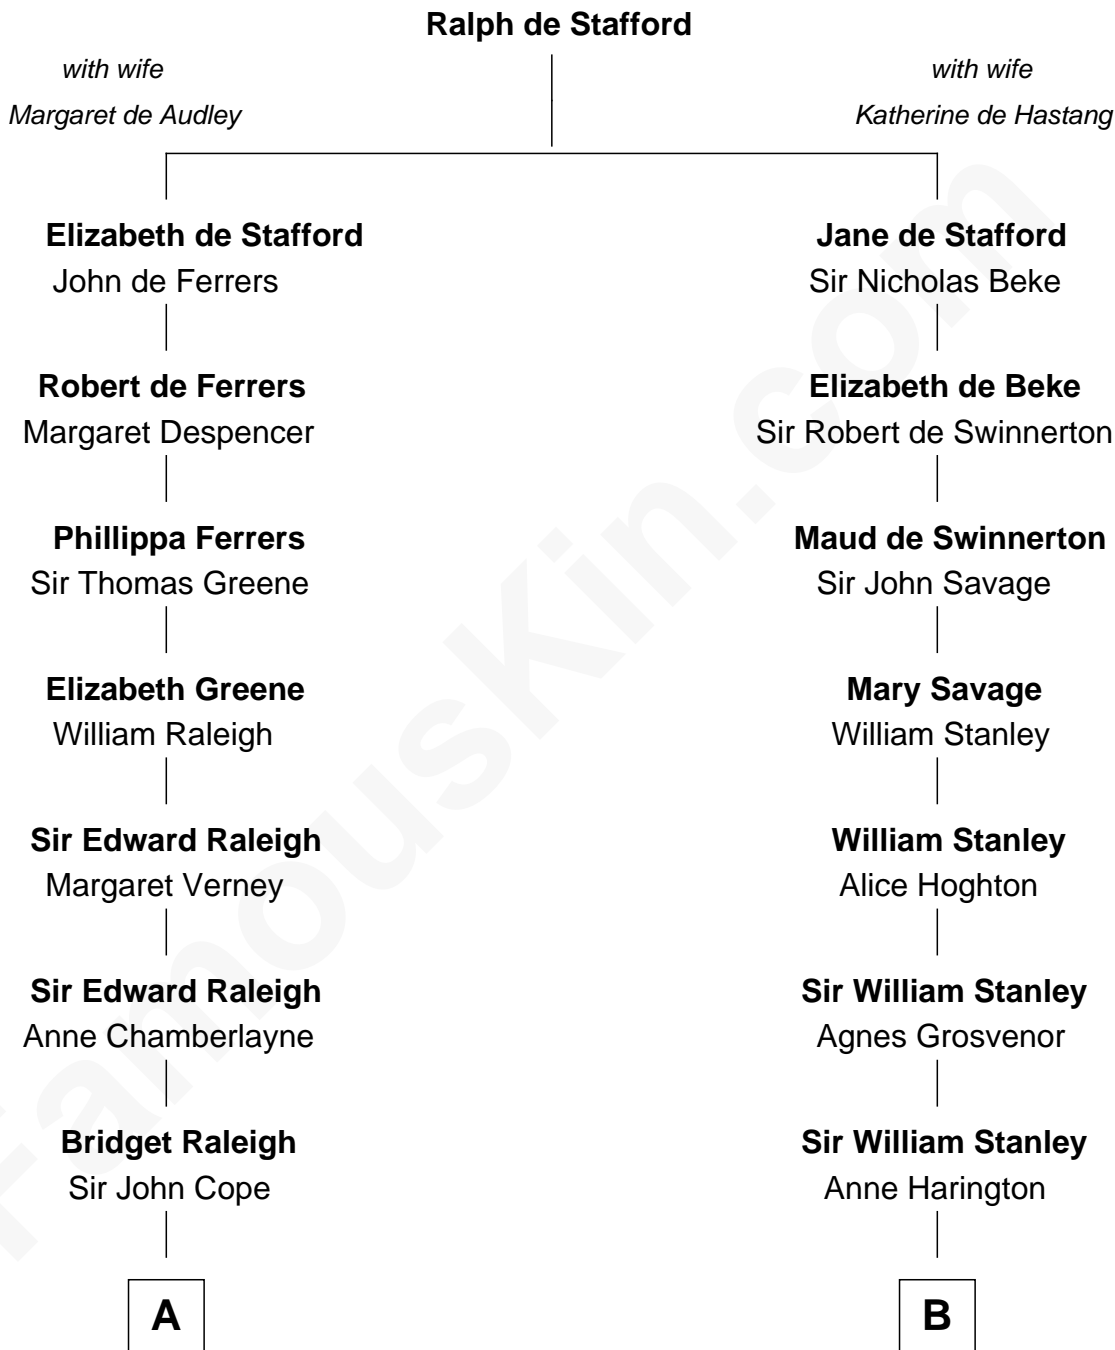 Ralph de Stafford
with wife
Margaret de Audley
with wife
Katherine de Hastang
Elizabeth de Stafford
John de Ferrers
Jane de Stafford
Sir Nicholas Beke
Robert de Ferrers
Margaret Despencer
Elizabeth de Beke
Sir Robert de Swinnerton
Phillippa Ferrers
Sir Thomas Greene
Maud de Swinnerton
Sir John Savage
Elizabeth Greene
William Raleigh
Mary Savage
William Stanley
Sir Edward Raleigh
Margaret Verney
William Stanley
Alice Hoghton
Sir Edward Raleigh
Anne Chamberlayne
Sir William Stanley
Agnes Grosvenor
Bridget Raleigh
Sir John Cope
Sir William Stanley
Anne Harington
A
B
FamousKin.com